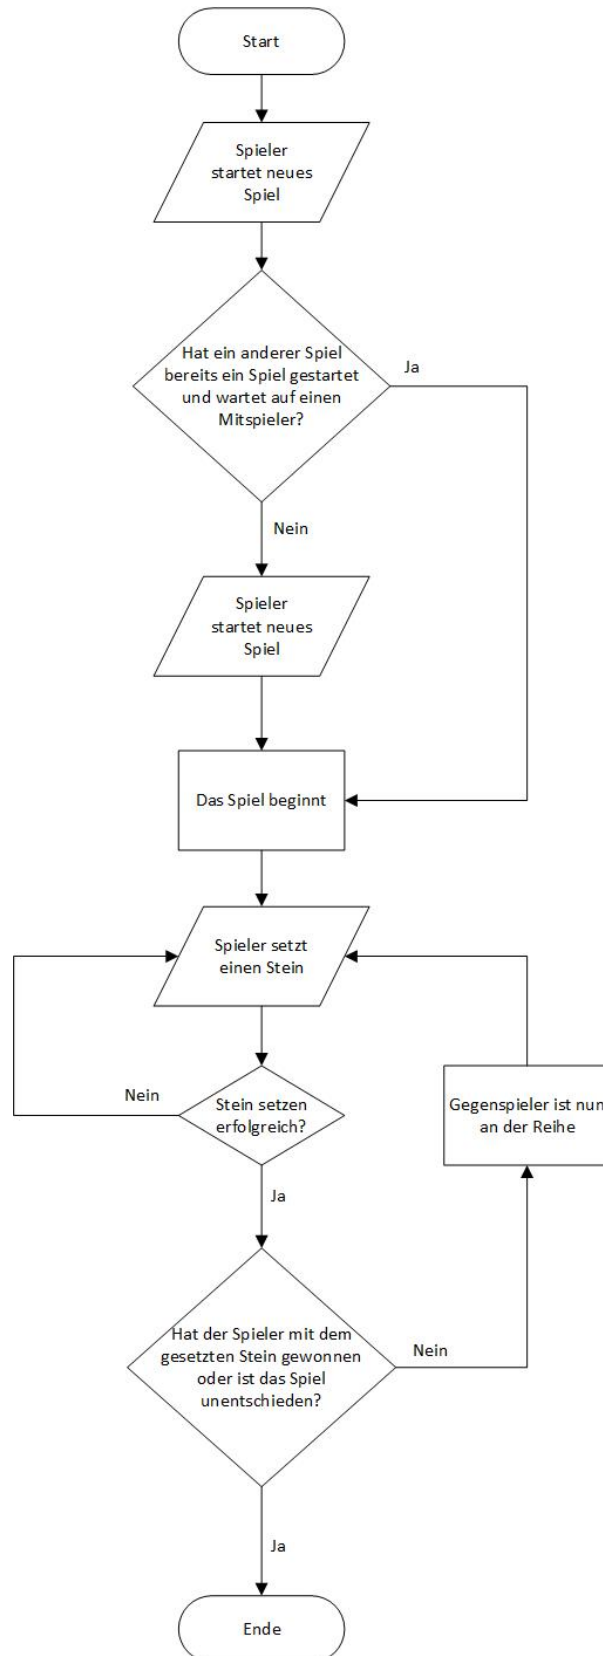 Start
Spieler
startet neues
Spiel
Hat ein anderer Spiel
bereits ein Spiel gestartet
und wartet auf einen
Mitspieler?
Ja
Nein
Spieler
startet neues
Spiel
Das Spiel beginnt
Spieler setzt
einen Stein
Nein
Stein setzen
erfolgreich?
Gegenspieler ist nun
an der Reihe
Ja
Hat der Spieler mit dem
gesetzten Stein gewonnen
oder ist das Spiel
unentschieden?
Nein
Ja
Ende